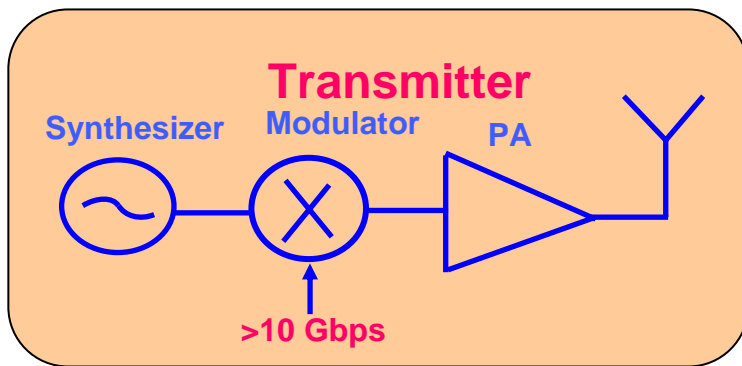 Transmitter
Synthesizer
Modulator
PA
>10 Gbps